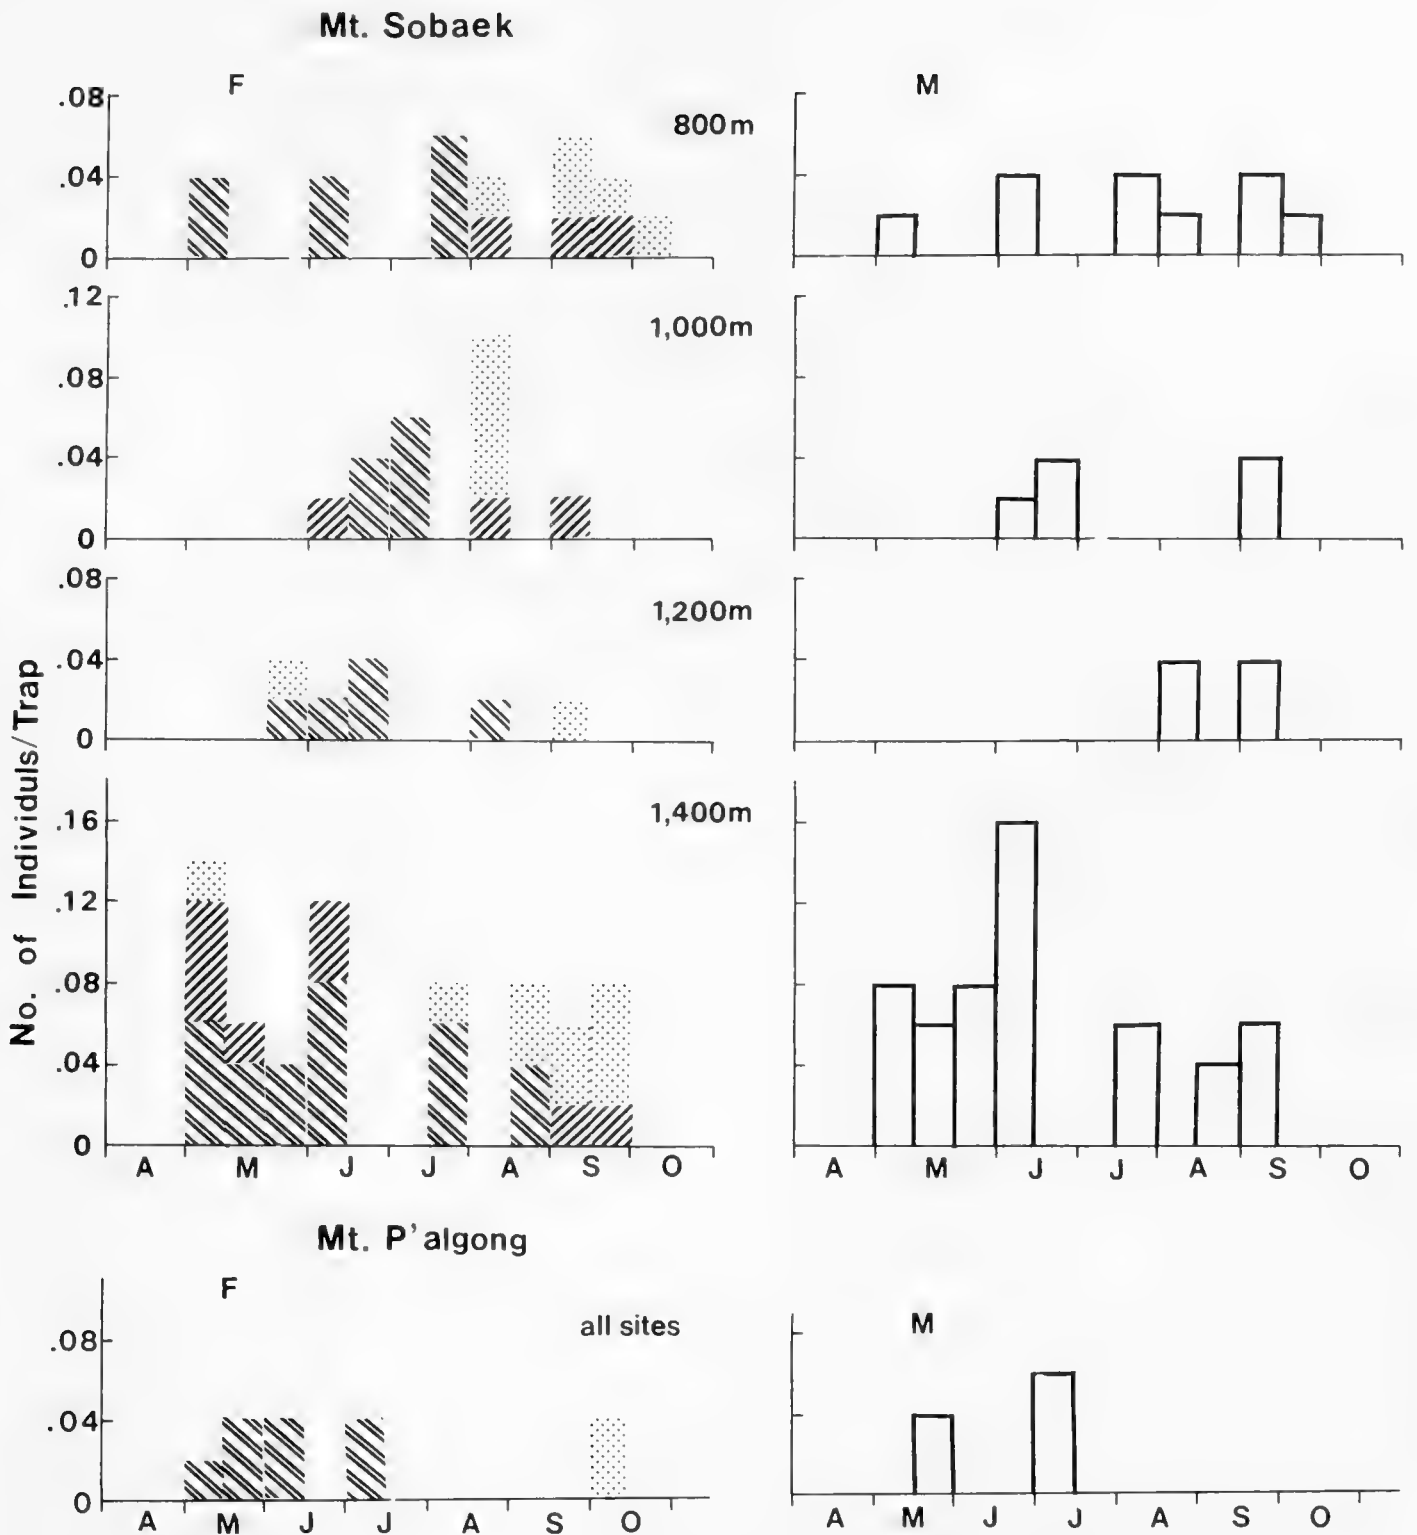 Mt. Sobaek
F
M
.08
.04
0
800m
.12
.08
.04
0
1,000m
.08
.04
0
1,200m
.16
.12
.08
.04
0
1,400m
No. of Individuls/Trap
A M J J A S O
A M J J A S O
Mt. P'algong
F
M
all sites
.08
.04
0
A M J J A S O
A M J J A S O